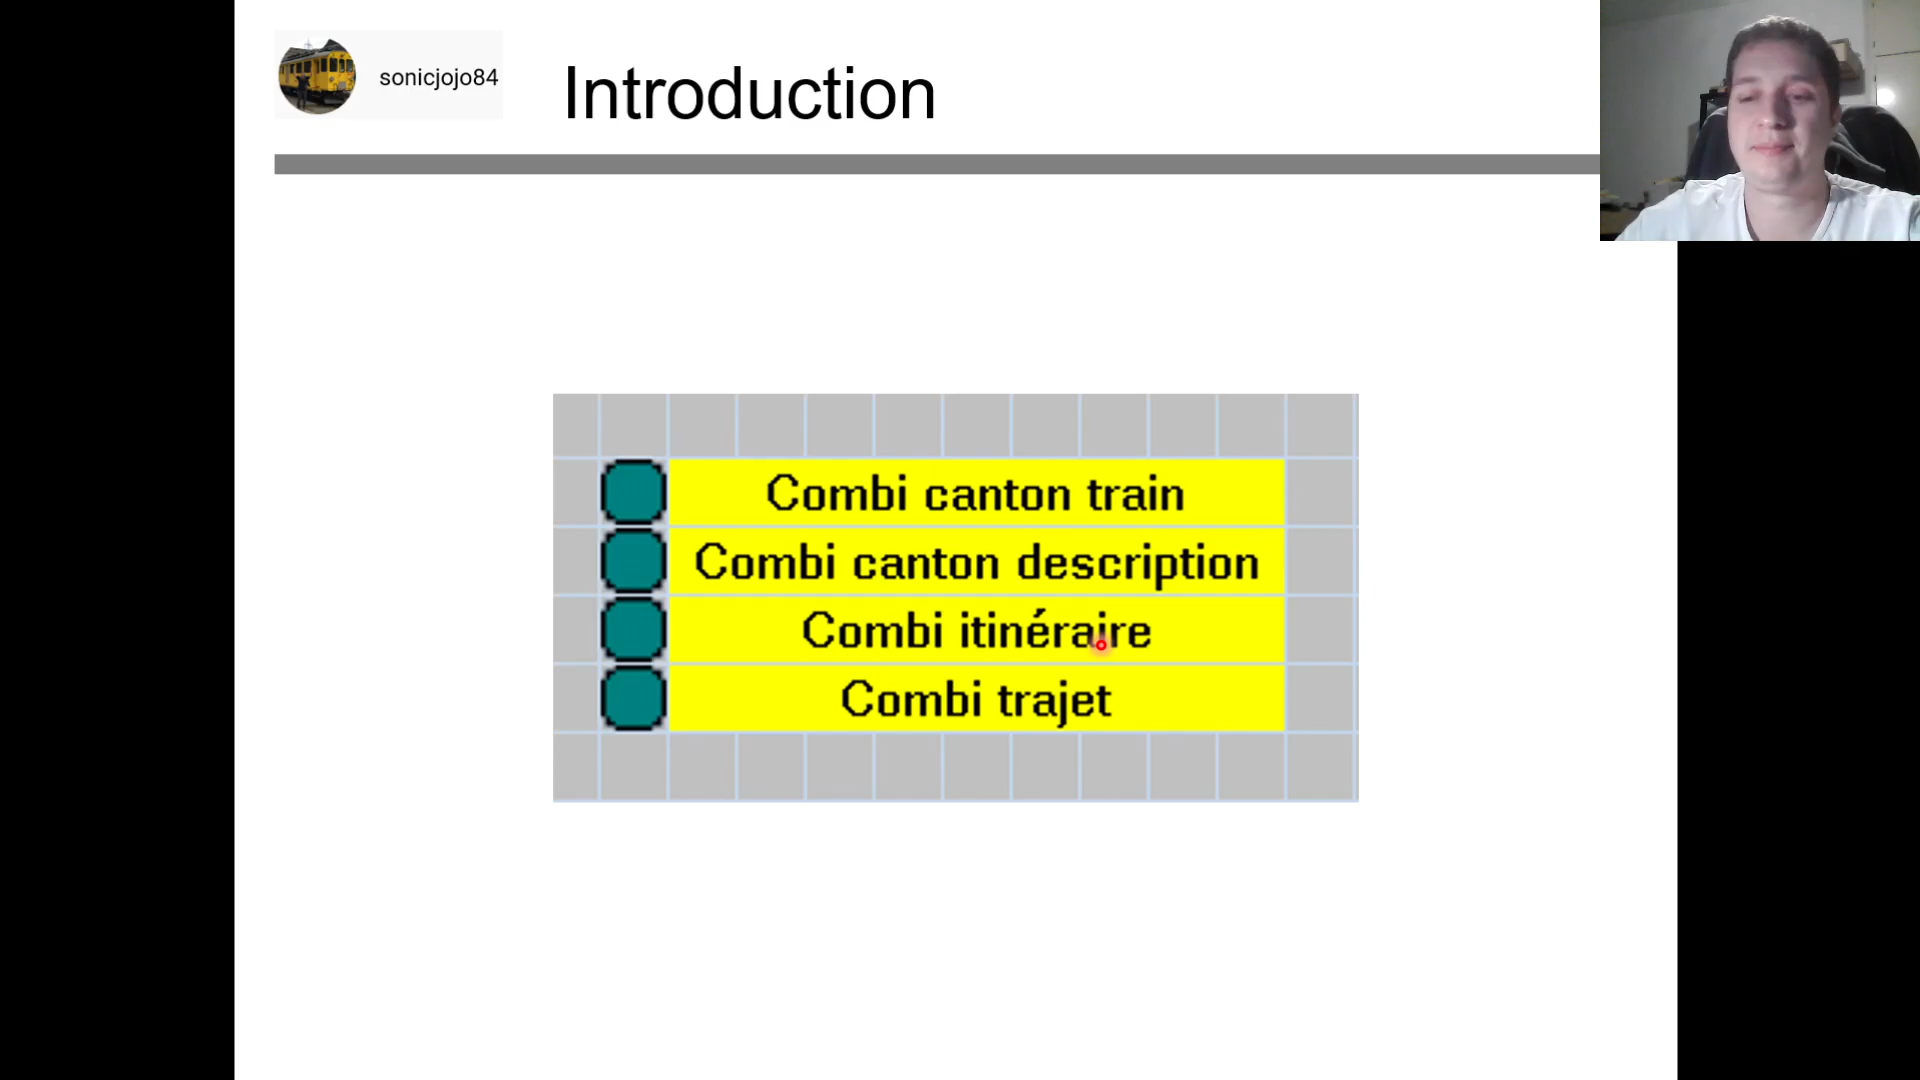 sonicjojo84
Introduction
Combi canton train
Combi canton description
Combi itinéraire
Combi trajet